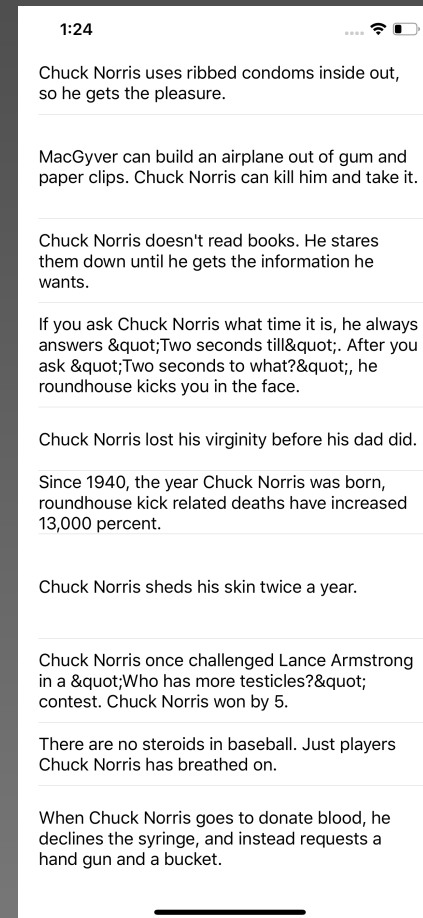 1:24
Chuck Norris uses ribbed condoms inside out,
so he gets the pleasure.
MacGyver can build an airplane out of gum and
paper clips. Chuck Norris can kill him and take it.
Chuck Norris doesn't read books. He stares
them down until he gets the information he
wants.
If you ask Chuck Norris what time it is, he always
answers &quot;Two seconds till&quot;. After you
ask &quot;Two seconds to what?&quot;, he
roundhouse kicks you in the face.
Chuck Norris lost his virginity before his dad did.
Since 1940, the year Chuck Norris was born,
roundhouse kick related deaths have increased
13,000 percent.
Chuck Norris sheds his skin twice a year.
Chuck Norris once challenged Lance Armstrong
in a &quot;Who has more testicles?&quot;
contest. Chuck Norris won by 5.
There are no steroids in baseball. Just players
Chuck Norris has breathed on.
When Chuck Norris goes to donate blood, he
declines the syringe, and instead requests a
hand gun and a bucket.